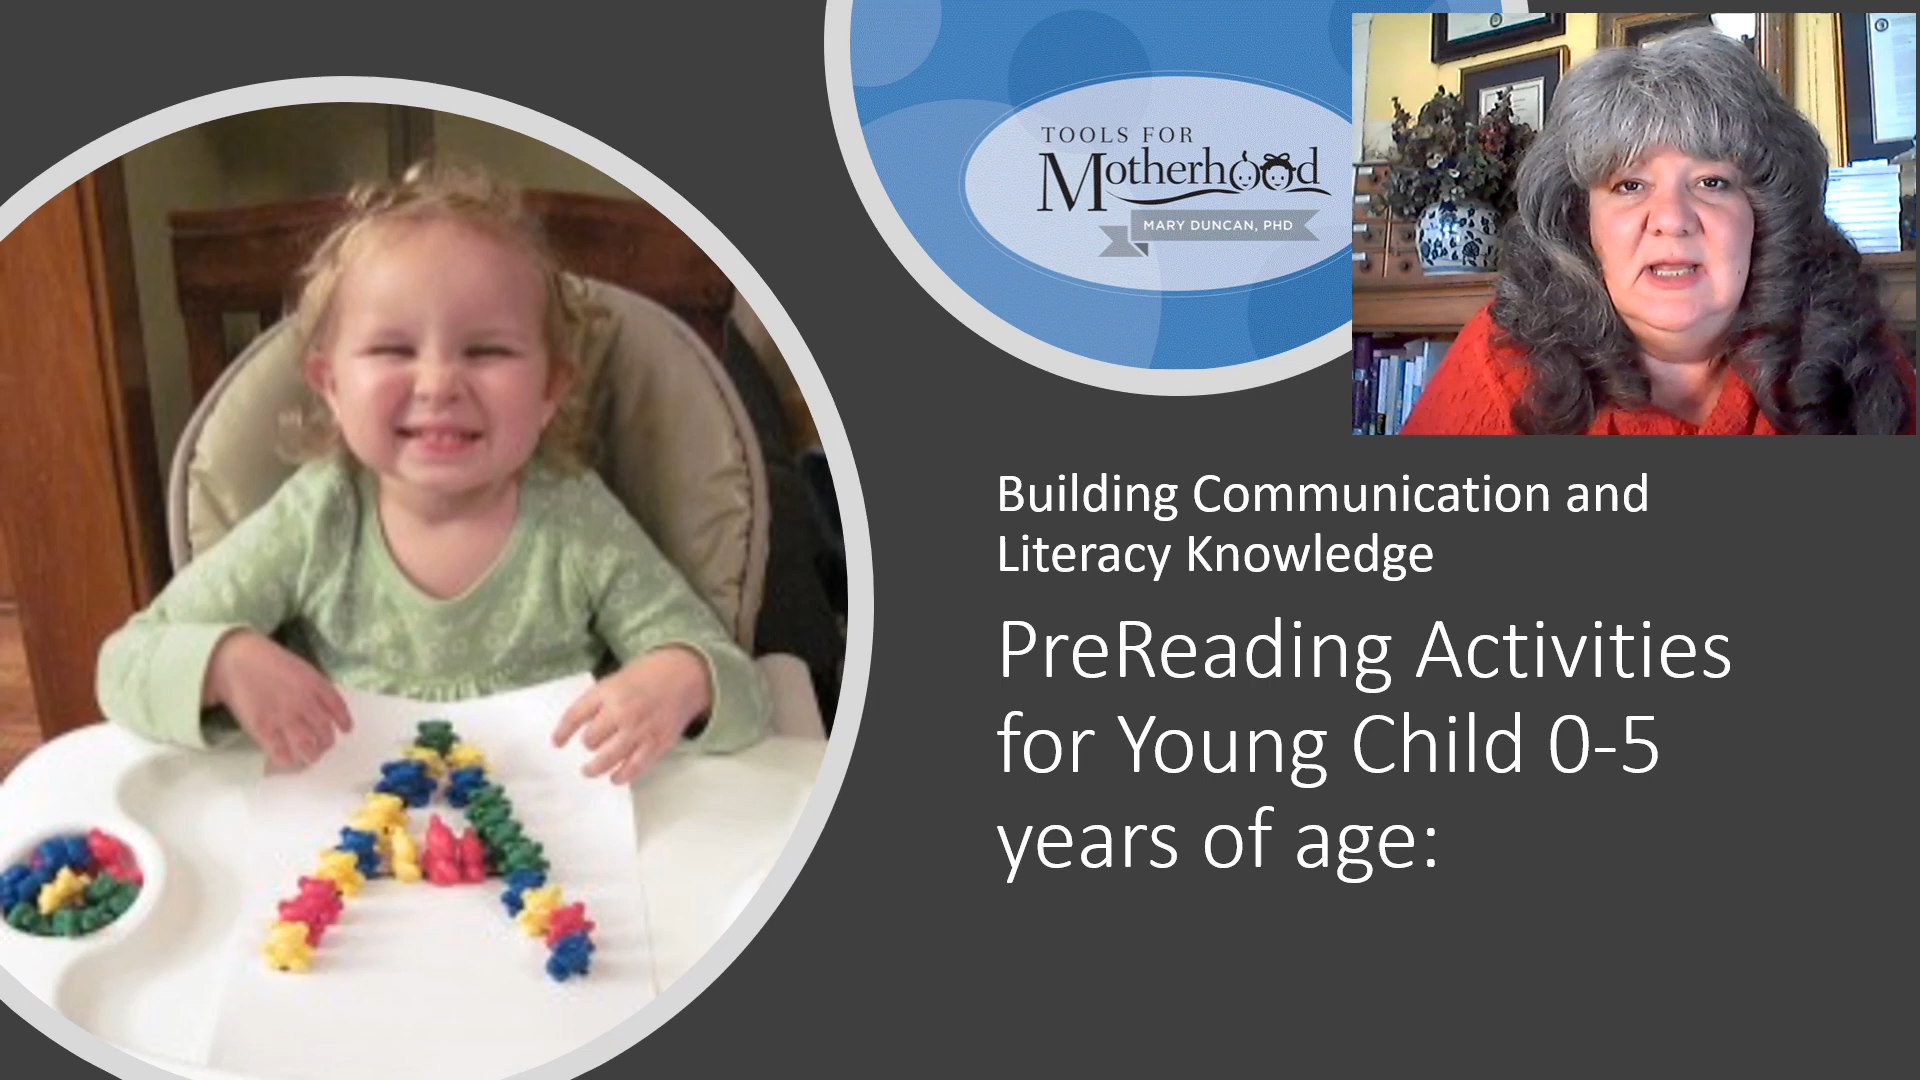 TOOLS FOR
Motherhood
MARY DUNCAN, PHD
Building Communication and
Literacy Knowledge
PreReading Activities
for Young Child 0-5
years of age:
A